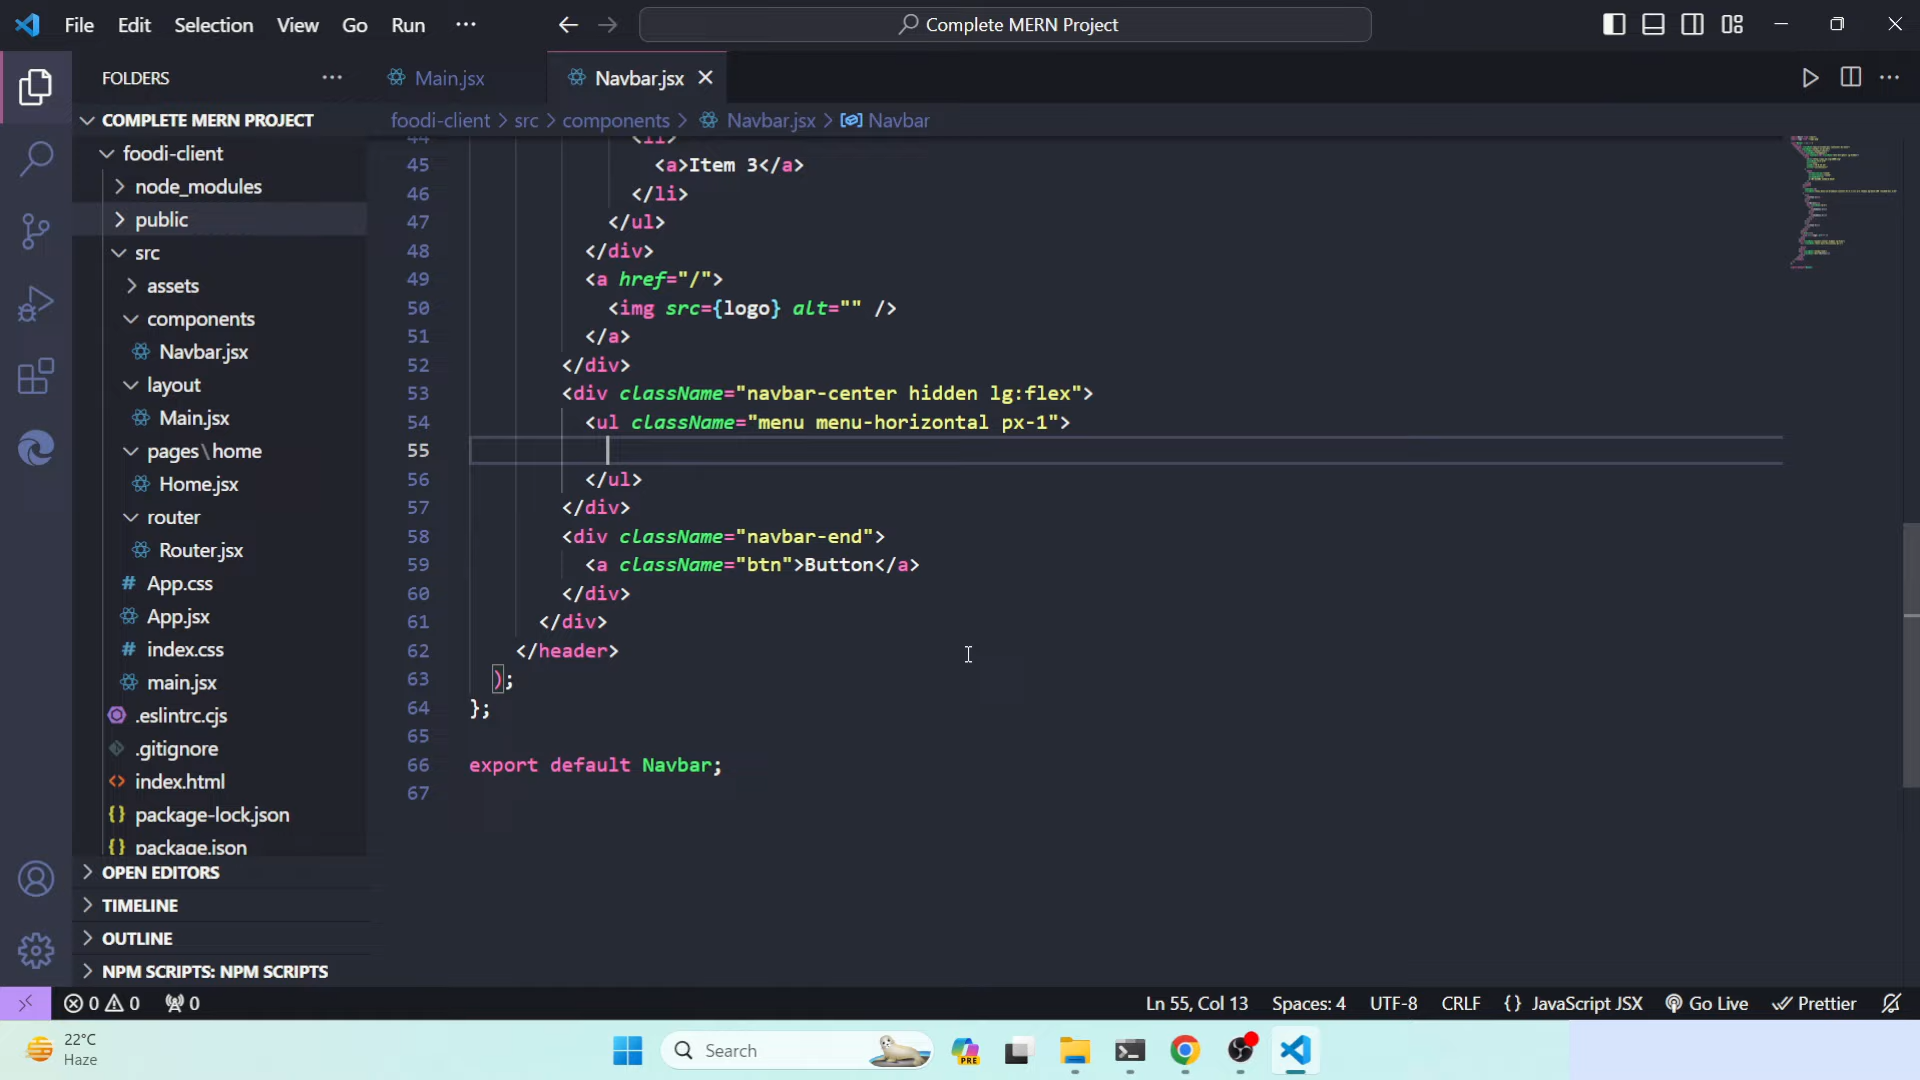 File Edit Selection View Go Run ··· Complete MERN Project
FOLDERS ··· Main.jsx Navbar.jsx
COMPLETE MERN PROJECT
foodi-client > src > components > Navbar.jsx > Navbar
foodi-client
node_modules
public
src
assets
components
Navbar.jsx
layout
Main.jsx
pages\home
Home.jsx
router
Router.jsx
App.css
App.jsx
index.css
main.jsx
.eslintrc.cjs
.gitignore
index.html
package-lock.json
package.json
OPEN EDITORS
TIMELINE
OUTLINE
NPM SCRIPTS: NPM SCRIPTS
44 <li>
45 <a>Item 3</a>
46 </li>
47 </ul>
48 </div>
49 <a href="/">
50 <img src={logo} alt="" />
51 </a>
52 </div>
53 <div className="navbar-center hidden lg:flex">
54 <ul className="menu menu-horizontal px-1">
55
56 </ul>
57 </div>
58 <div className="navbar-end">
59 <a className="btn">Button</a>
60 </div>
61 </div>
62 </header>
63 );
64 };
65
66 export default Navbar;
67
0 0 0 Ln 55, Col 13 Spaces: 4 UTF-8 CRLF {} JavaScript JSX Go Live Prettier
22°C
Haze
Search
PRE